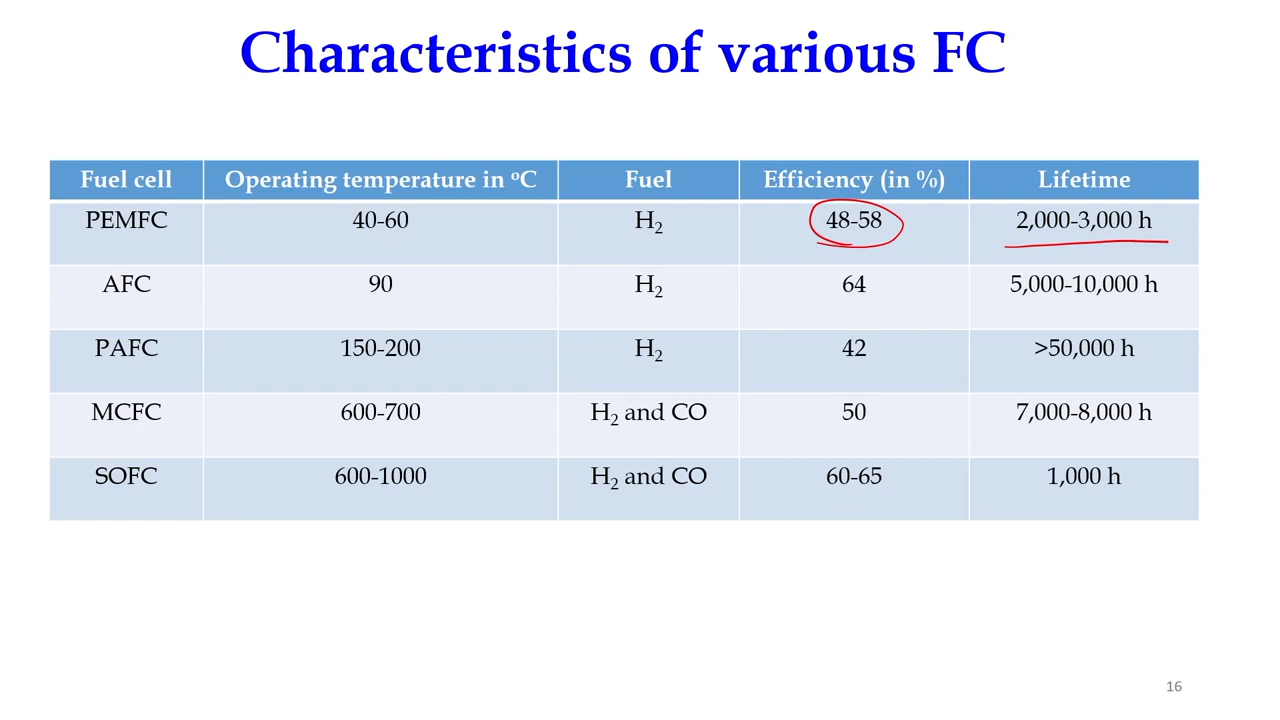 Characteristics of various FC
Fuel cell Operating temperature in ºC Fuel Efficiency (in %) Lifetime
PEMFC 40-60 H₂ 48-58 2,000-3,000 h
AFC 90 H₂ 64 5,000-10,000 h
PAFC 150-200 H₂ 42 >50,000 h
MCFC 600-700 H₂ and CO 50 7,000-8,000 h
SOFC 600-1000 H₂ and CO 60-65 1,000 h
16